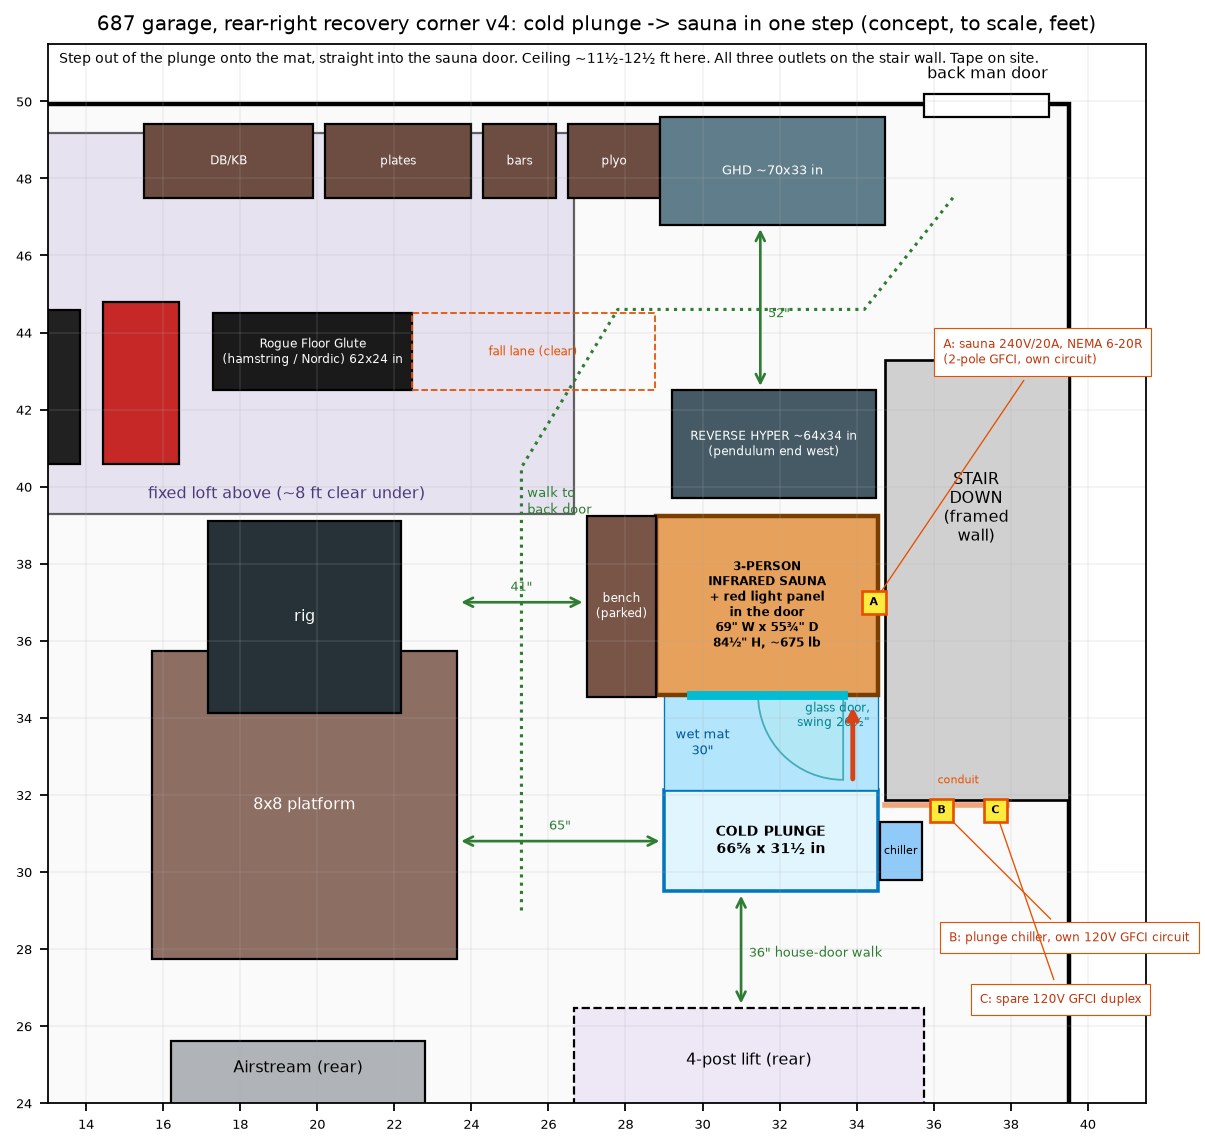 687 garage, rear-right recovery corner v4: cold plunge -> sauna in one step (concept, to scale, feet)
Step out of the plunge onto the mat, straight into the sauna door. Ceiling ~11½-12½ ft here. All three outlets on the stair wall. Tape on site.
back man door
DB/KB
plates
bars
plyo
GHD ~70x33 in
52"
Rogue Floor Glute
(hamstring / Nordic) 62x24 in
fall lane (clear)
A: sauna 240V/20A, NEMA 6-20R
(2-pole GFCI, own circuit)
REVERSE HYPER ~64x34 in
(pendulum end west)
fixed loft above (~8 ft clear under)
walk to
back door
STAIR
DOWN
(framed
wall)
3-PERSON
INFRARED SAUNA
+ red light panel
in the door
69" W x 55¾" D
84½" H, ~675 lb
A
bench
(parked)
41"
rig
glass door,
swing 26½"
wet mat
30"
8x8 platform
conduit
B
C
COLD PLUNGE
66⅝ x 31½ in
chiller
65"
36" house-door walk
B: plunge chiller, own 120V GFCI circuit
C: spare 120V GFCI duplex
Airstream (rear)
4-post lift (rear)
50
48
46
44
42
40
38
36
34
32
30
28
26
24
14
16
18
20
22
24
26
28
30
32
34
36
38
40